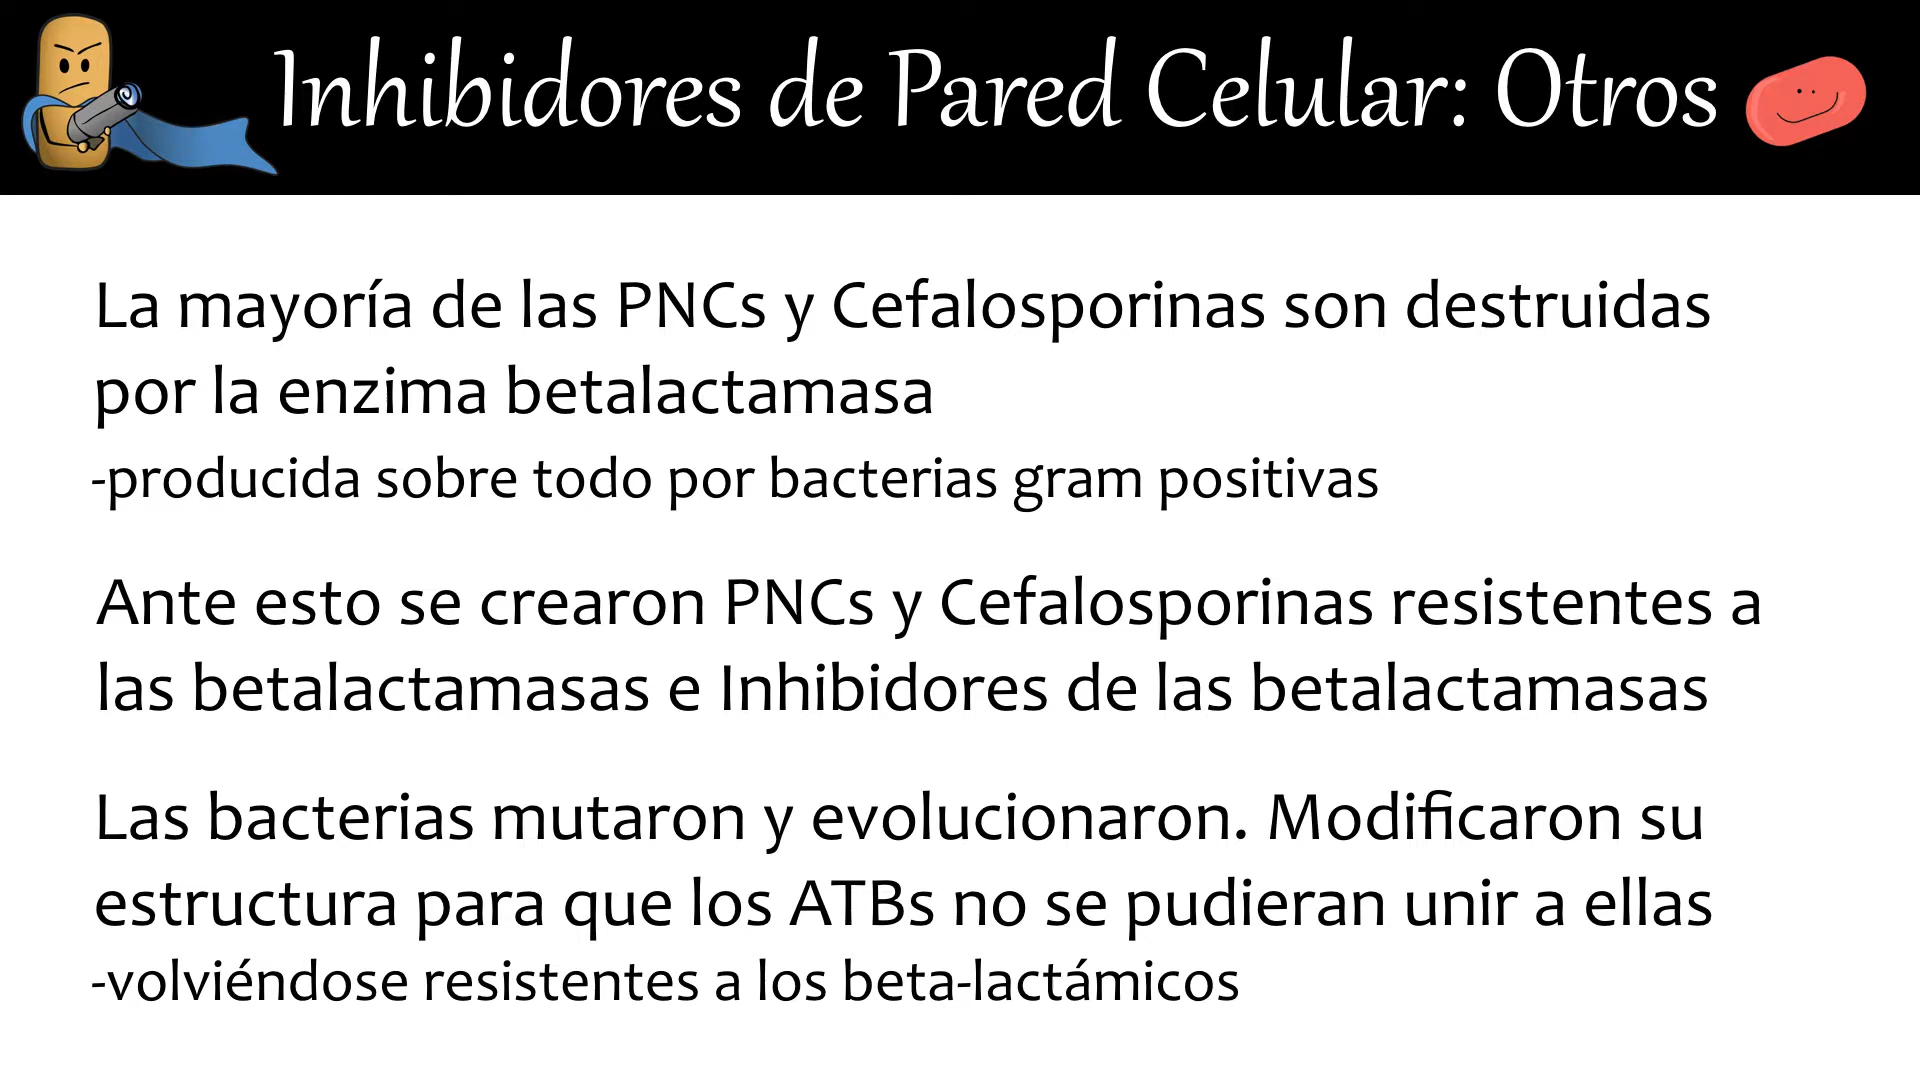 Inhibidores de Pared Celular: Otros
La mayoría de las PNCs y Cefalosporinas son destruidas
por la enzima betalactamasa
-producida sobre todo por bacterias gram positivas
Ante esto se crearon PNCs y Cefalosporinas resistentes a
las betalactamasas e Inhibidores de las betalactamasas
Las bacterias mutaron y evolucionaron. Modificaron su
estructura para que los ATBs no se pudieran unir a ellas
-volviéndose resistentes a los beta-lactámicos